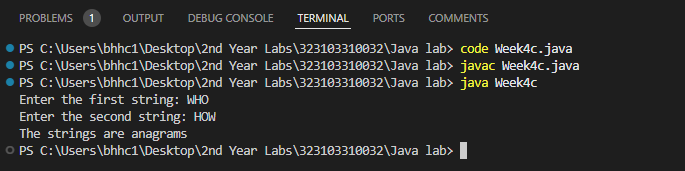 PROBLEMS 1 OUTPUT DEBUG CONSOLE TERMINAL PORTS COMMENTS
PS C:\Users\bhhc1\Desktop\2nd Year Labs\323103310032\Java lab> code Week4c.java
PS C:\Users\bhhc1\Desktop\2nd Year Labs\323103310032\Java lab> javac Week4c.java
PS C:\Users\bhhc1\Desktop\2nd Year Labs\323103310032\Java lab> java Week4c
Enter the first string: WHO
Enter the second string: HOW
The strings are anagrams
PS C:\Users\bhhc1\Desktop\2nd Year Labs\323103310032\Java lab>